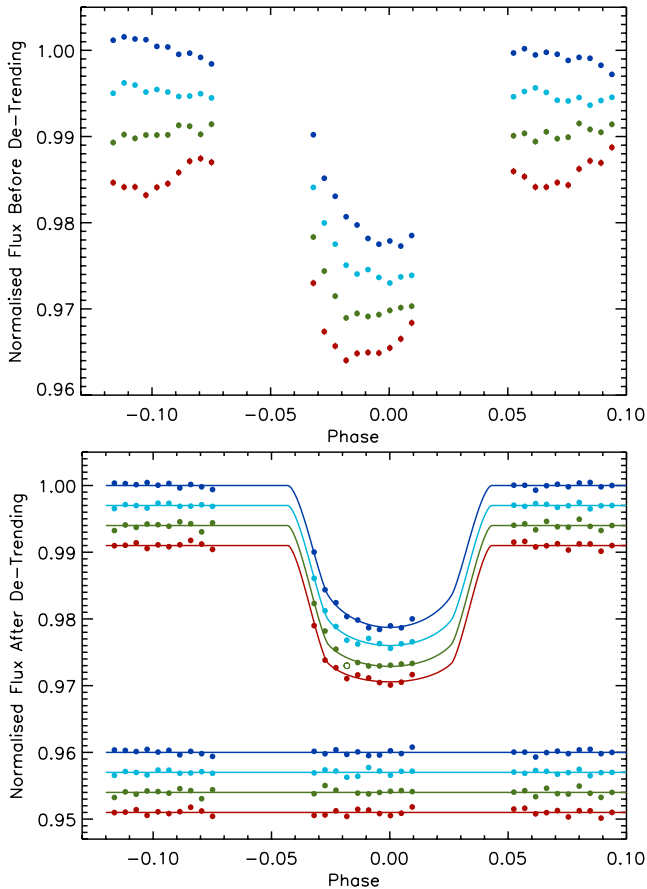 Normalised Flux Before De-Trending
1.00
0.99
0.98
0.97
0.96
-0.10 -0.05 0.00 0.05 0.10
Phase
Normalised Flux After De-Trending
1.00
0.99
0.98
0.97
0.96
0.95
-0.10 -0.05 0.00 0.05 0.10
Phase